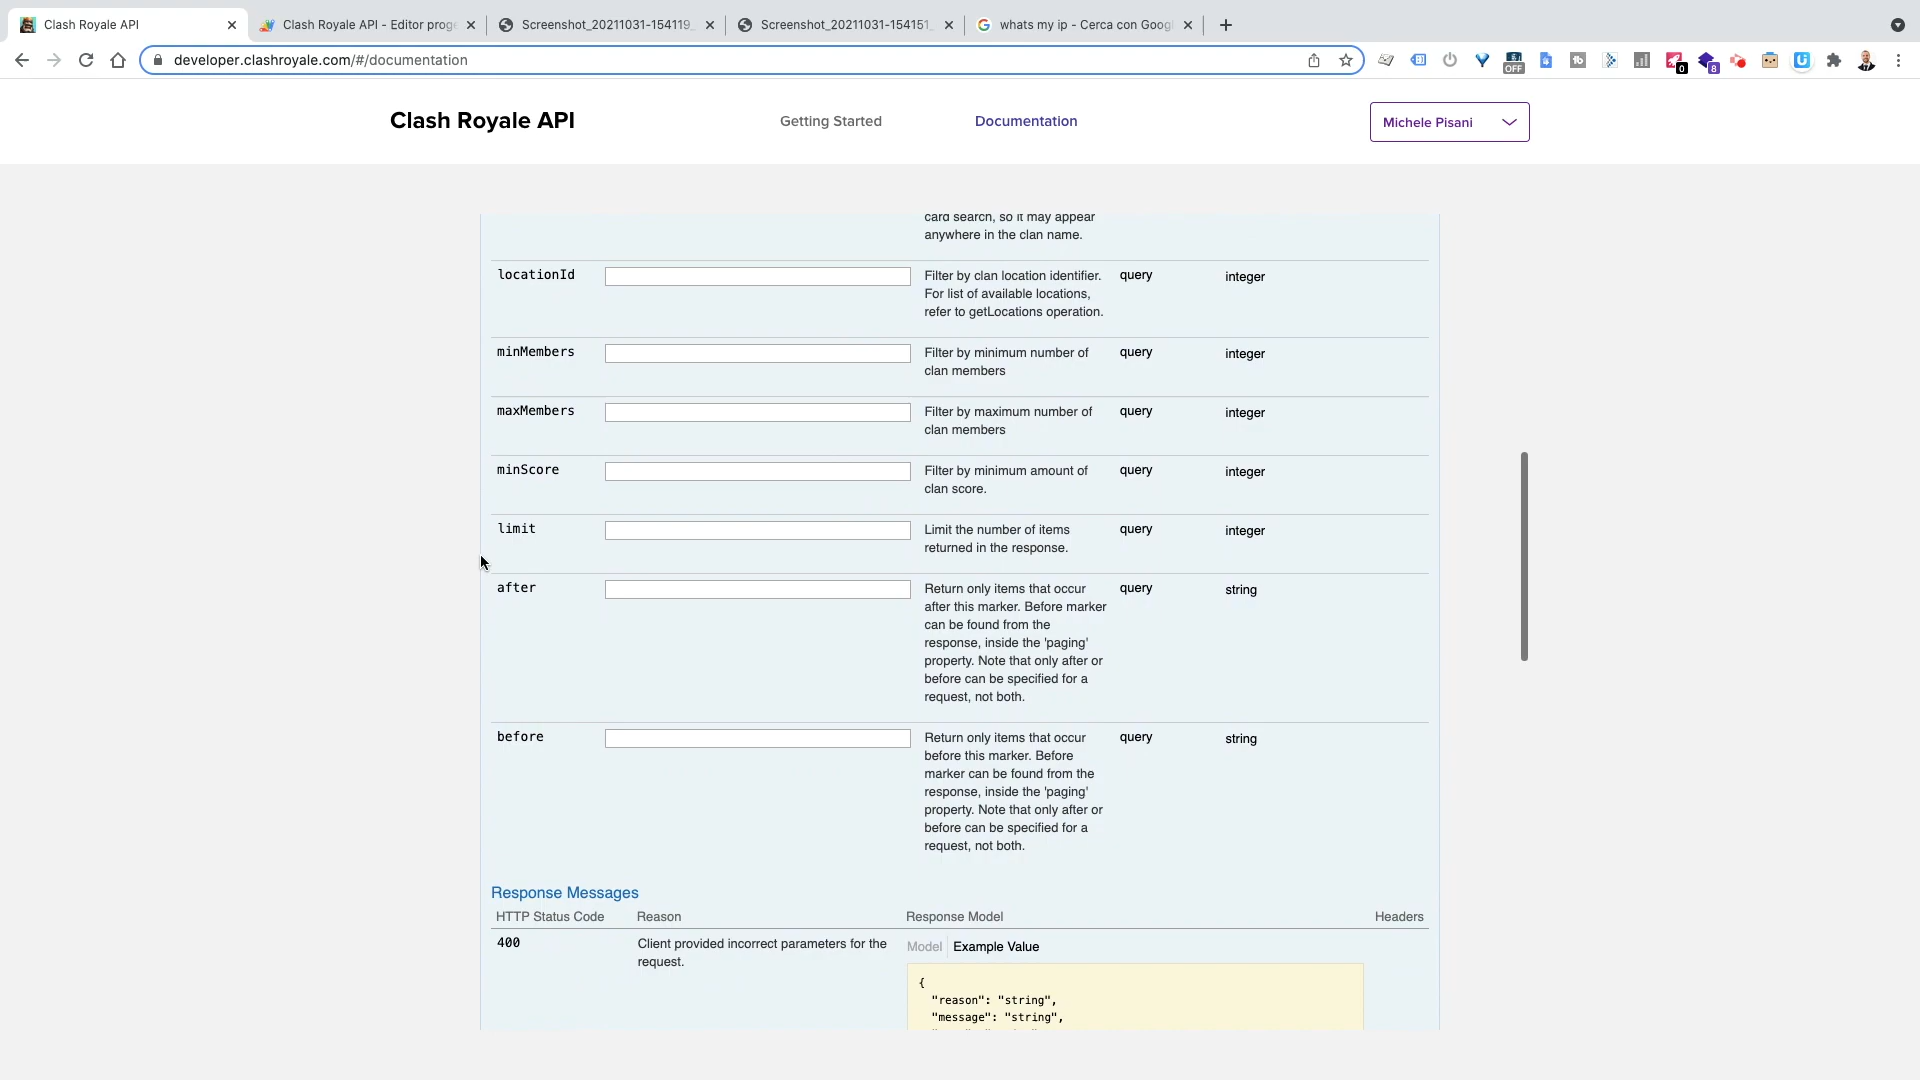 Clash Royale API
Clash Royale API - Editor proge
Screenshot_20211031-154119_
Screenshot_20211031-154151_
whats my ip - Cerca con Googl
developer.clashroyale.com/#/documentation
OFF
0
8
Clash Royale API
Getting Started
Documentation
Michele Pisani
card search, so it may appear
anywhere in the clan name.
locationId
Filter by clan location identifier.
For list of available locations,
refer to getLocations operation.
query
integer
minMembers
Filter by minimum number of
clan members
query
integer
maxMembers
Filter by maximum number of
clan members
query
integer
minScore
Filter by minimum amount of
clan score.
query
integer
limit
Limit the number of items
returned in the response.
query
integer
after
Return only items that occur
after this marker. Before marker
can be found from the
response, inside the 'paging'
property. Note that only after or
before can be specified for a
request, not both.
query
string
before
Return only items that occur
before this marker. Before
marker can be found from the
response, inside the 'paging'
property. Note that only after or
before can be specified for a
request, not both.
query
string
Response Messages
HTTP Status Code
Reason
Response Model
Headers
400
Client provided incorrect parameters for the
request.
Model
Example Value
{
"reason": "string",
"message": "string",